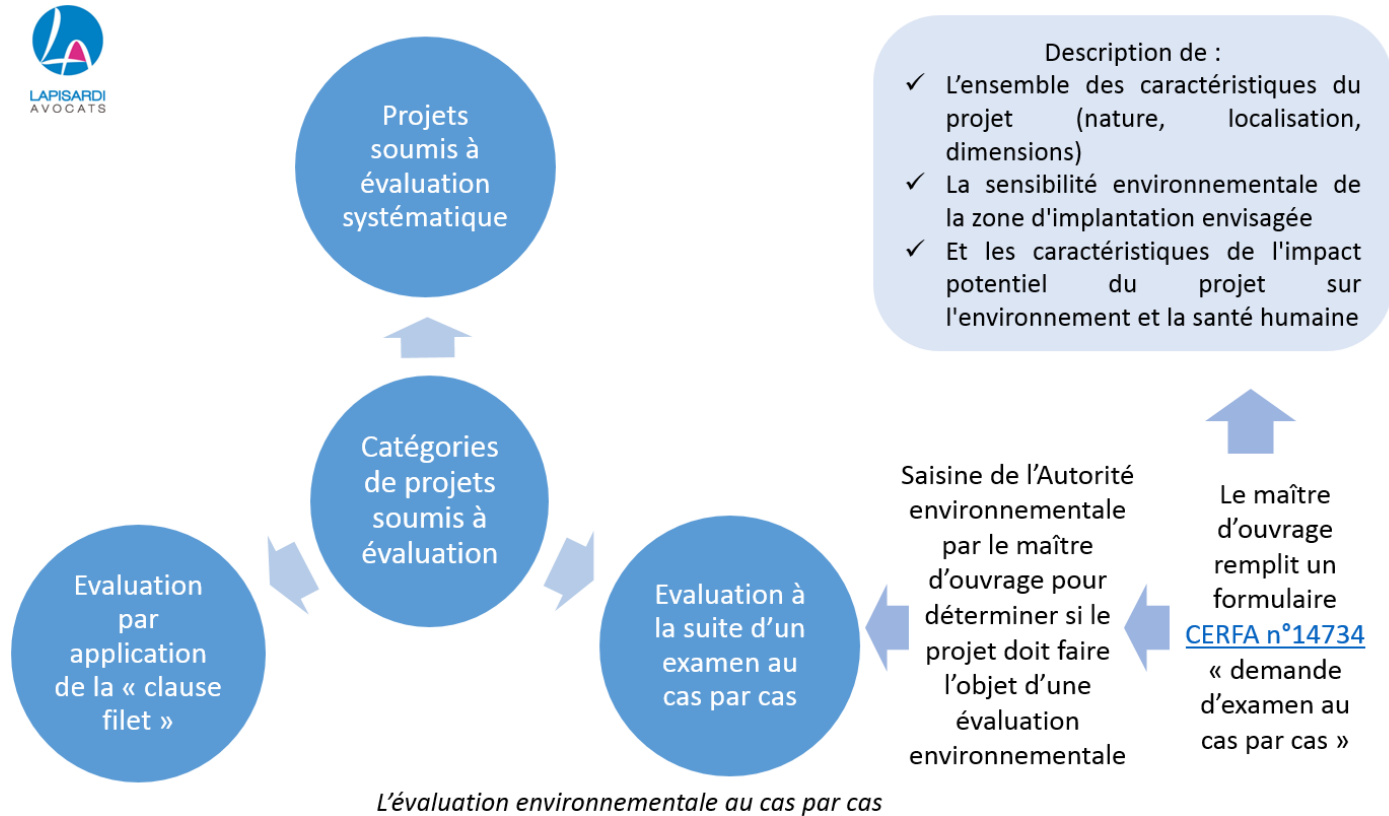 LA
LAPISARDI
AVOCATS
Projets
soumis à
évaluation
systématique
Description de :
✓ L’ensemble des caractéristiques du
projet (nature, localisation,
dimensions)
✓ La sensibilité environnementale de
la zone d'implantation envisagée
✓ Et les caractéristiques de l'impact
potentiel du projet sur
l'environnement et la santé humaine
Catégories
de projets
soumis à
évaluation
Evaluation
par
application
de la « clause
filet »
Evaluation à
la suite d’un
examen au
cas par cas
Saisine de l’Autorité
environnementale
par le maître
d’ouvrage pour
déterminer si le
projet doit faire
l’objet d’une
évaluation
environnementale
Le maître
d’ouvrage
remplit un
formulaire
CERFA n°14734
« demande
d’examen au
cas par cas »
L’évaluation environnementale au cas par cas